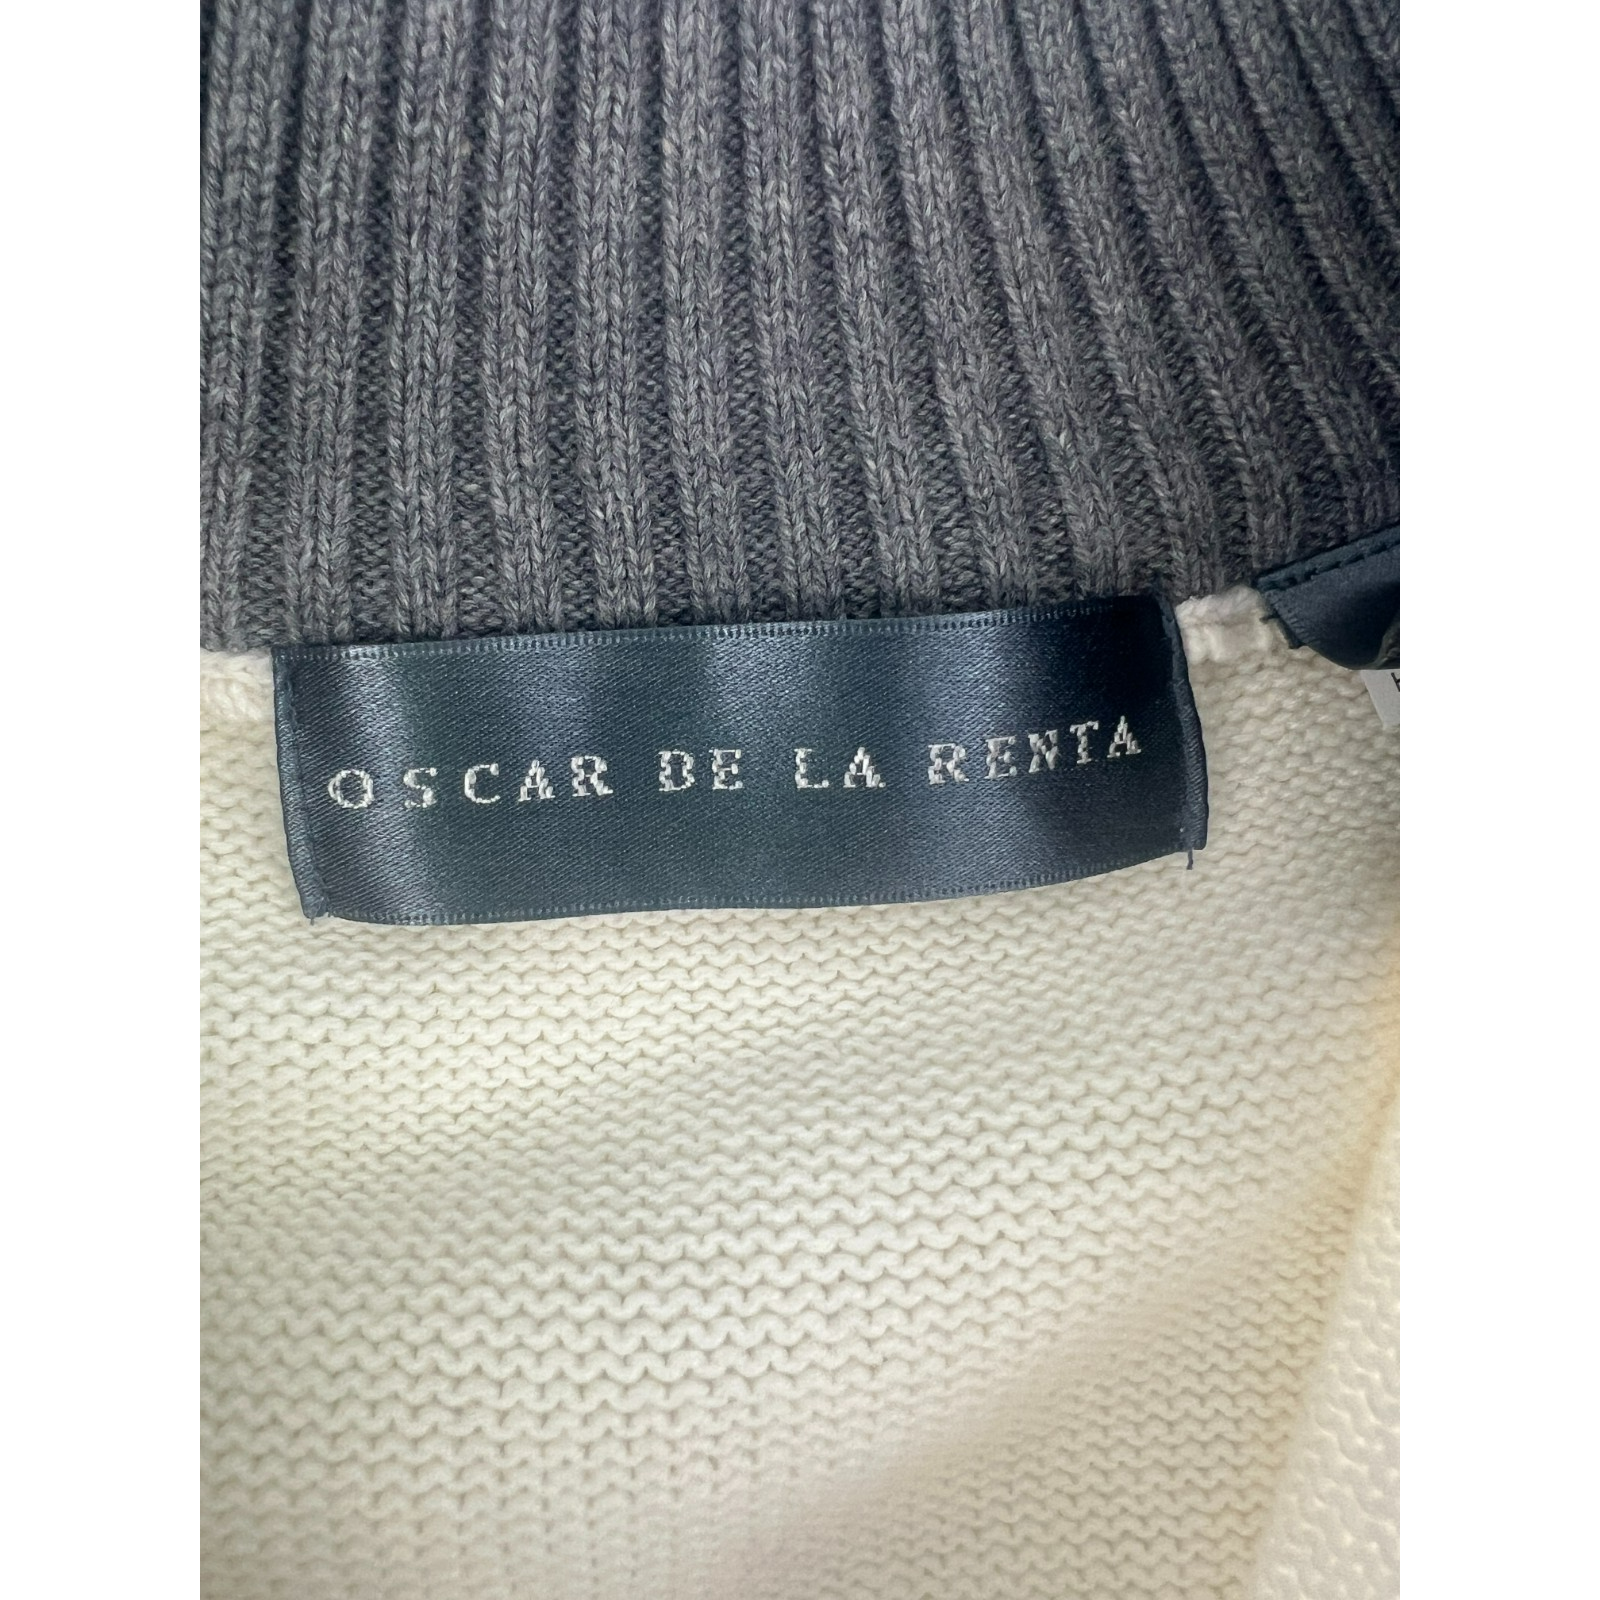 OSCAR DE LA RENTA